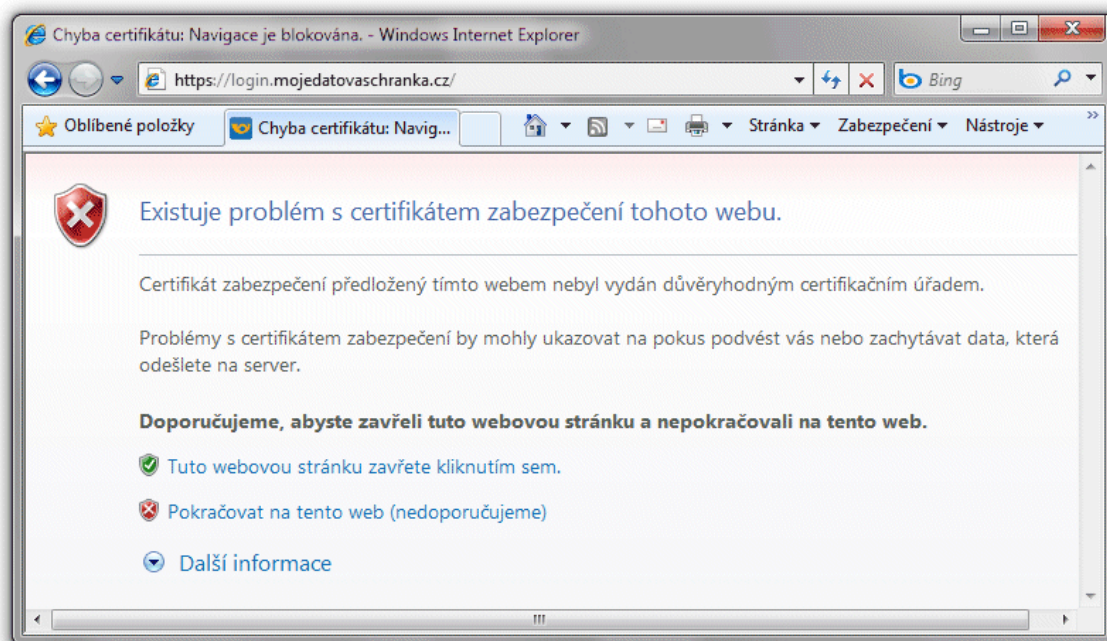 Chyba certifikátu: Navigace je blokována. - Windows Internet Explorer
https://login.mojedatovaschranka.cz/
Bing
Oblíbené položky
Chyba certifikátu: Navig...
Stránka
Zabezpečení
Nástroje
Existuje problém s certifikátem zabezpečení tohoto webu.
Certifikát zabezpečení předložený tímto webem nebyl vydán důvěryhodným certifikačním úřadem.
Problémy s certifikátem zabezpečení by mohly ukazovat na pokus podvést vás nebo zachytávat data, která
odešlete na server.
Doporučujeme, abyste zavřeli tuto webovou stránku a nepokračovali na tento web.
Tuto webovou stránku zavřete kliknutím sem.
Pokračovat na tento web (nedoporučujeme)
Další informace